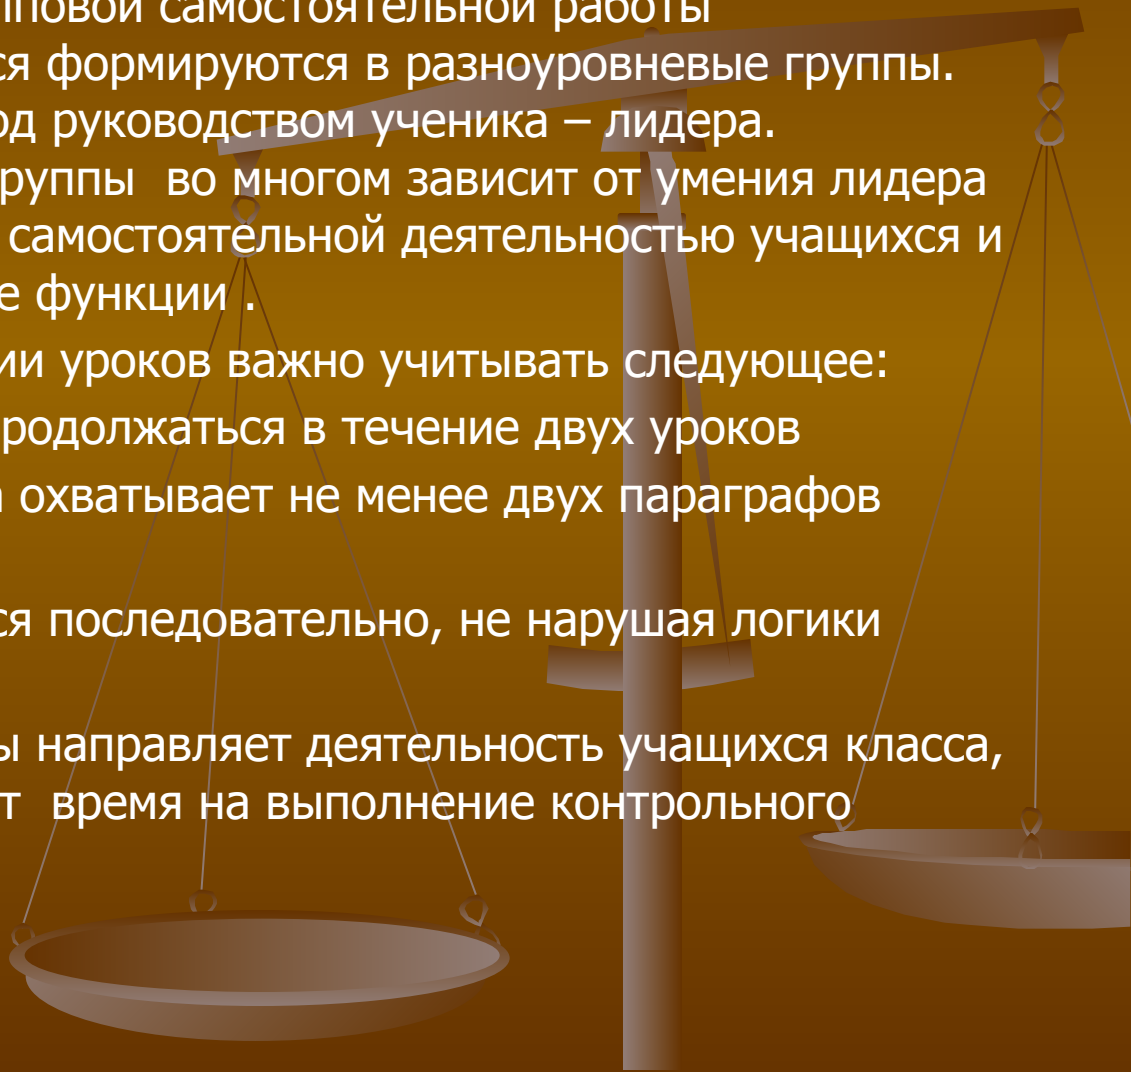 пповой самостоятельной работы
ся формируются в разноуровневые группы.
од руководством ученика – лидера.
руппы во многом зависит от умения лидера
самостоятельной деятельностью учащихся и
е функции .
ии уроков важно учитывать следующее:
родолжаться в течение двух уроков
а охватывает не менее двух параграфов
ся последовательно, не нарушая логики
ы направляет деятельность учащихся класса,
т время на выполнение контрольного